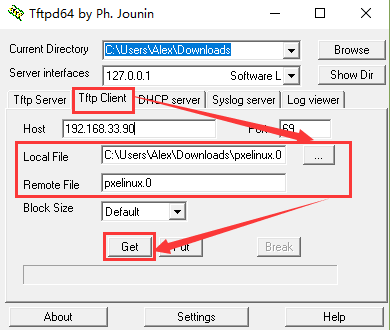 Tftpd64 by Ph. Jounin
Current Directory C:\Users\Alex\Downloads Browse
Server interfaces 127.0.0.1 Software L Show Dir
Tftp Server Tftp Client DHCP server Syslog server Log viewer
Host 192.168.33.90 Port 69
Local File C:\Users\Alex\Downloads\pxelinux.0 ...
Remote File pxelinux.0
Block Size Default
Get Put Break
About Settings Help